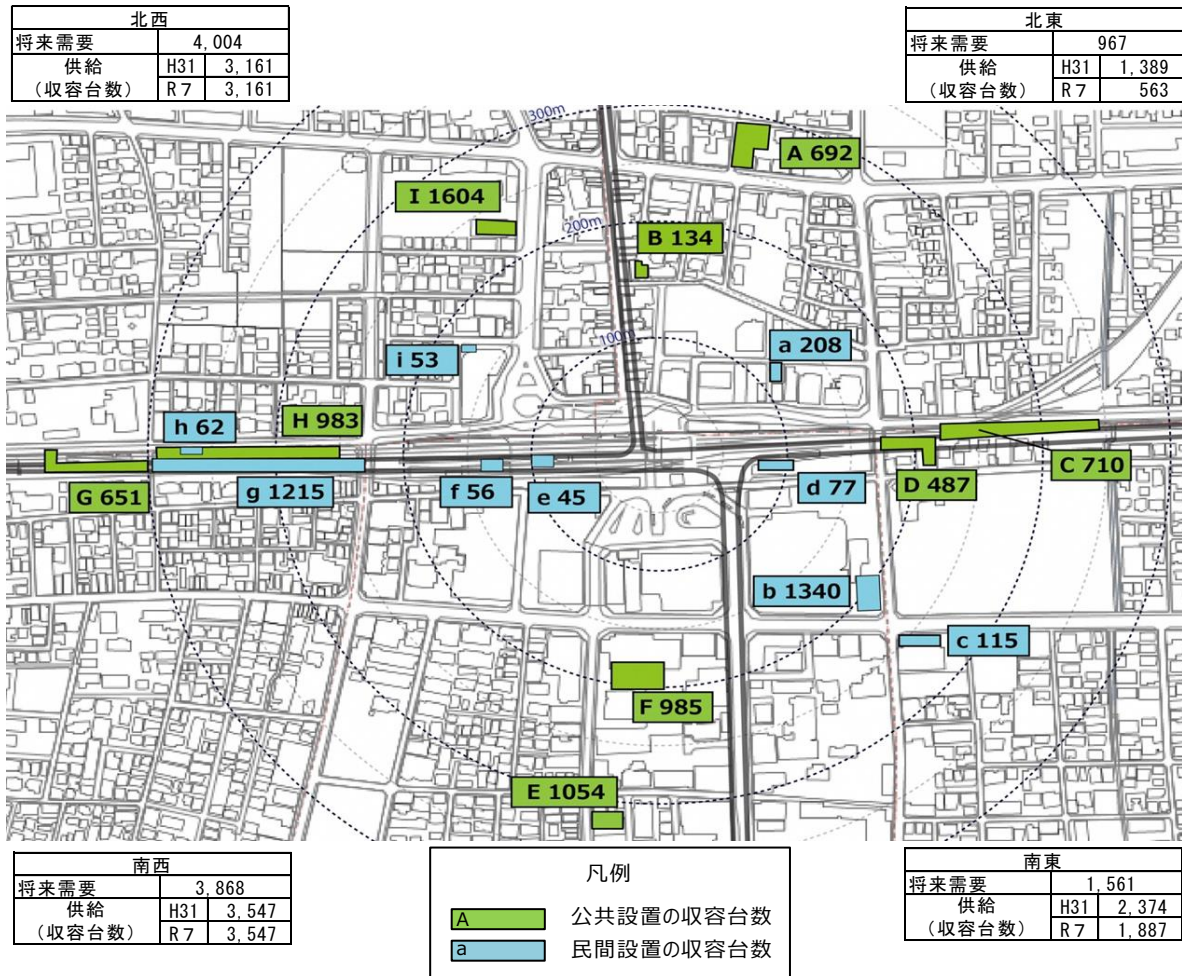 北西
将来需要 4,004
供給 H31 3,161
（収容台数） R7 3,161
北東
将来需要 967
供給 H31 1,389
（収容台数） R7 563
300m
A 692
I 1604
200m
B 134
100m
a 208
i 53
H 983
h 62
C 710
G 651
g 1215
f 56
e 45
d 77
D 487
b 1340
c 115
F 985
E 1054
南西
将来需要 3,868
供給 H31 3,547
（収容台数） R7 3,547
凡例
A 公共設置の収容台数
a 民間設置の収容台数
南東
将来需要 1,561
供給 H31 2,374
（収容台数） R7 1,887